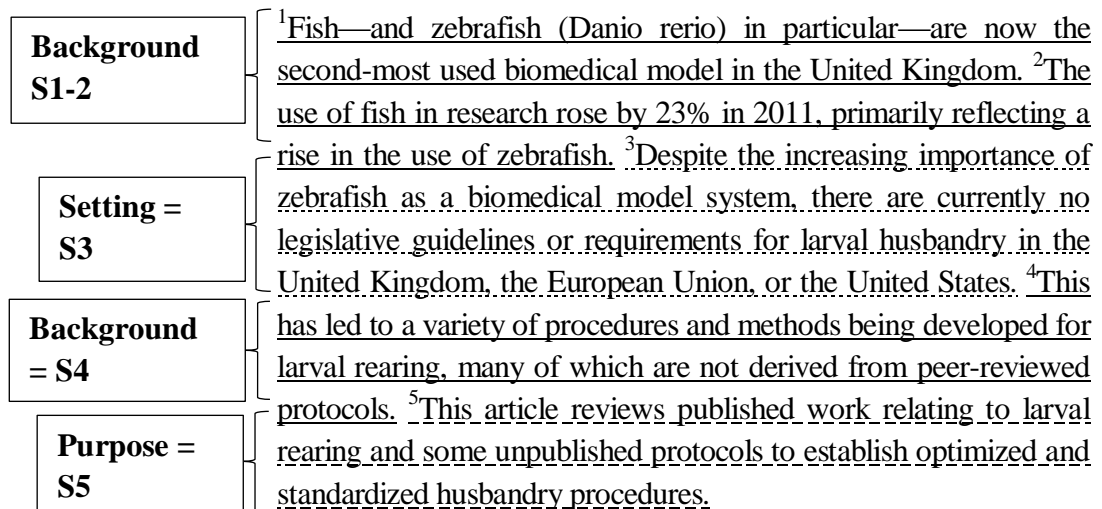 Background
S1-2
Setting =
S3
Background
= S4
Purpose =
S5
¹Fish—and zebrafish (Danio rerio) in particular—are now the
second-most used biomedical model in the United Kingdom. ²The
use of fish in research rose by 23% in 2011, primarily reflecting a
rise in the use of zebrafish. ³Despite the increasing importance of
zebrafish as a biomedical model system, there are currently no
legislative guidelines or requirements for larval husbandry in the
United Kingdom, the European Union, or the United States. ⁴This
has led to a variety of procedures and methods being developed for
larval rearing, many of which are not derived from peer-reviewed
protocols. ⁵This article reviews published work relating to larval
rearing and some unpublished protocols to establish optimized and
standardized husbandry procedures.